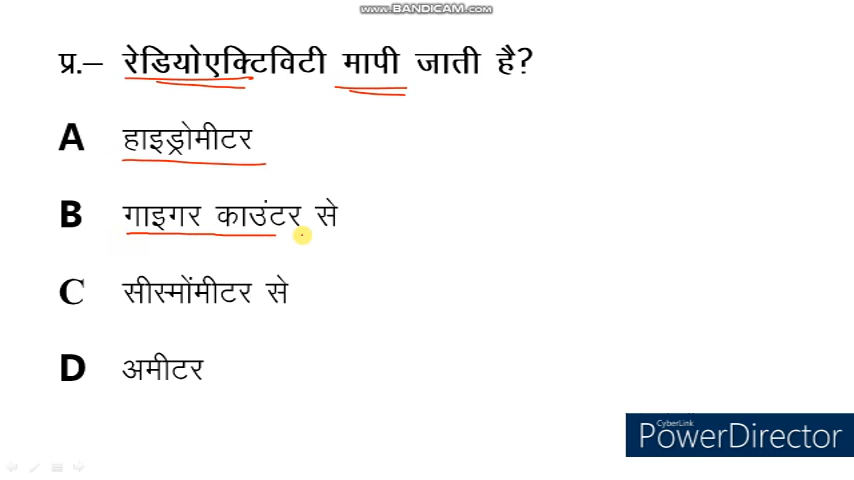 www.BANDICAM.com
प्र.– रेडियोएक्टिविटी मापी जाती है?
A हाइड्रोमीटर
B गाइगर काउंटर से
C सीस्मोंमीटर से
D अमीटर
CyberLink
PowerDirector